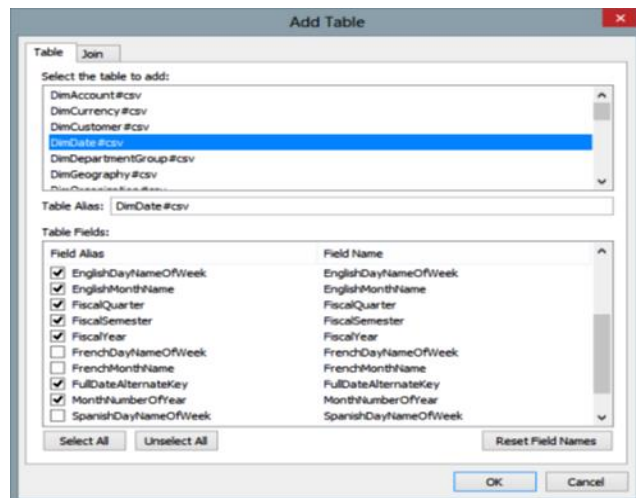 Add Table
Table Join
Select the table to add:
DimAccount#csv
DimCurrency#csv
DimCustomer#csv
DimDate#csv
DimDepartmentGroup#csv
DimGeography#csv
DimOrganization#csv
Table Alias: DimDate#csv
Table Fields:
Field Alias Field Name
EnglishDayNameOfWeek EnglishDayNameOfWeek
EnglishMonthName EnglishMonthName
FiscalQuarter FiscalQuarter
FiscalSemester FiscalSemester
FiscalYear FiscalYear
FrenchDayNameOfWeek FrenchDayNameOfWeek
FrenchMonthName FrenchMonthName
FullDateAlternateKey FullDateAlternateKey
MonthNumberOfYear MonthNumberOfYear
SpanishDayNameOfWeek SpanishDayNameOfWeek
Select All Unselect All Reset Field Names
OK Cancel